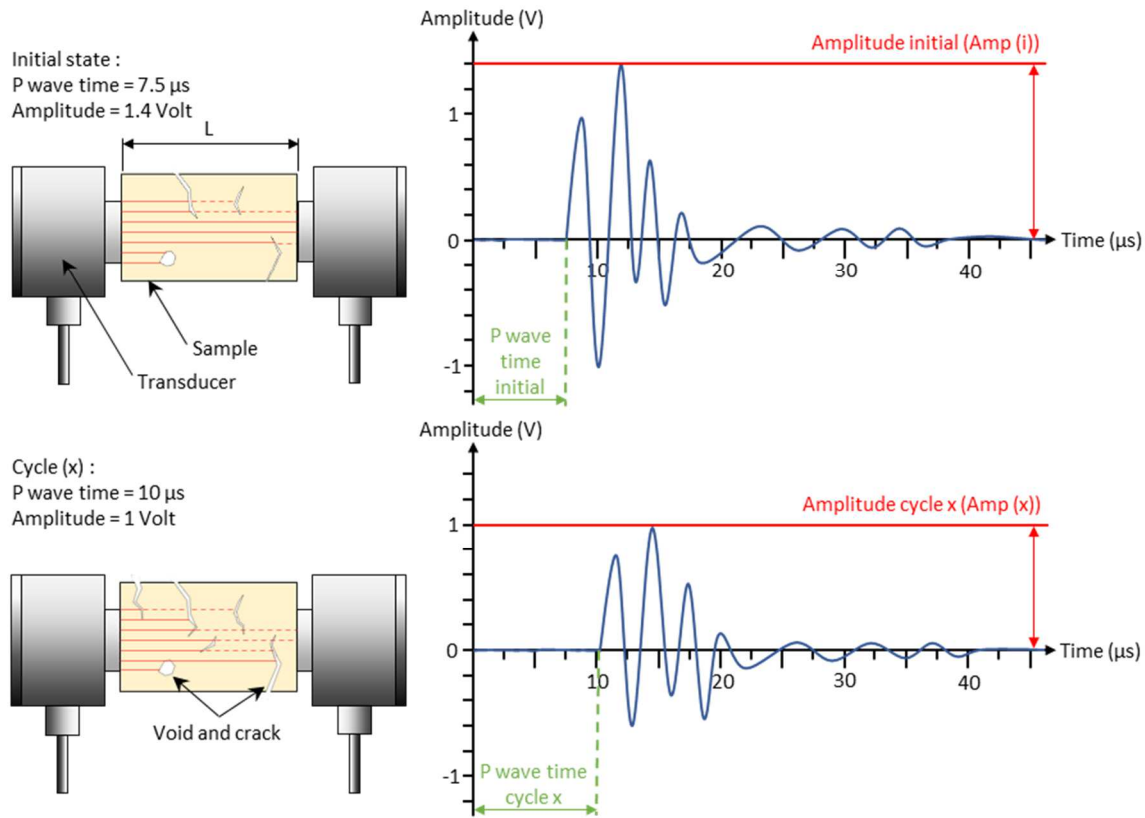 Initial state :
P wave time = 7.5 µs
Amplitude = 1.4 Volt
L
Sample
Transducer
Amplitude (V)
Amplitude initial (Amp (i))
1
0
-1
10
20
30
40
Time (µs)
P wave
time
initial
Cycle (x) :
P wave time = 10 µs
Amplitude = 1 Volt
Void and crack
Amplitude (V)
Amplitude cycle x (Amp (x))
1
0
-1
10
20
30
40
Time (µs)
P wave time
cycle x